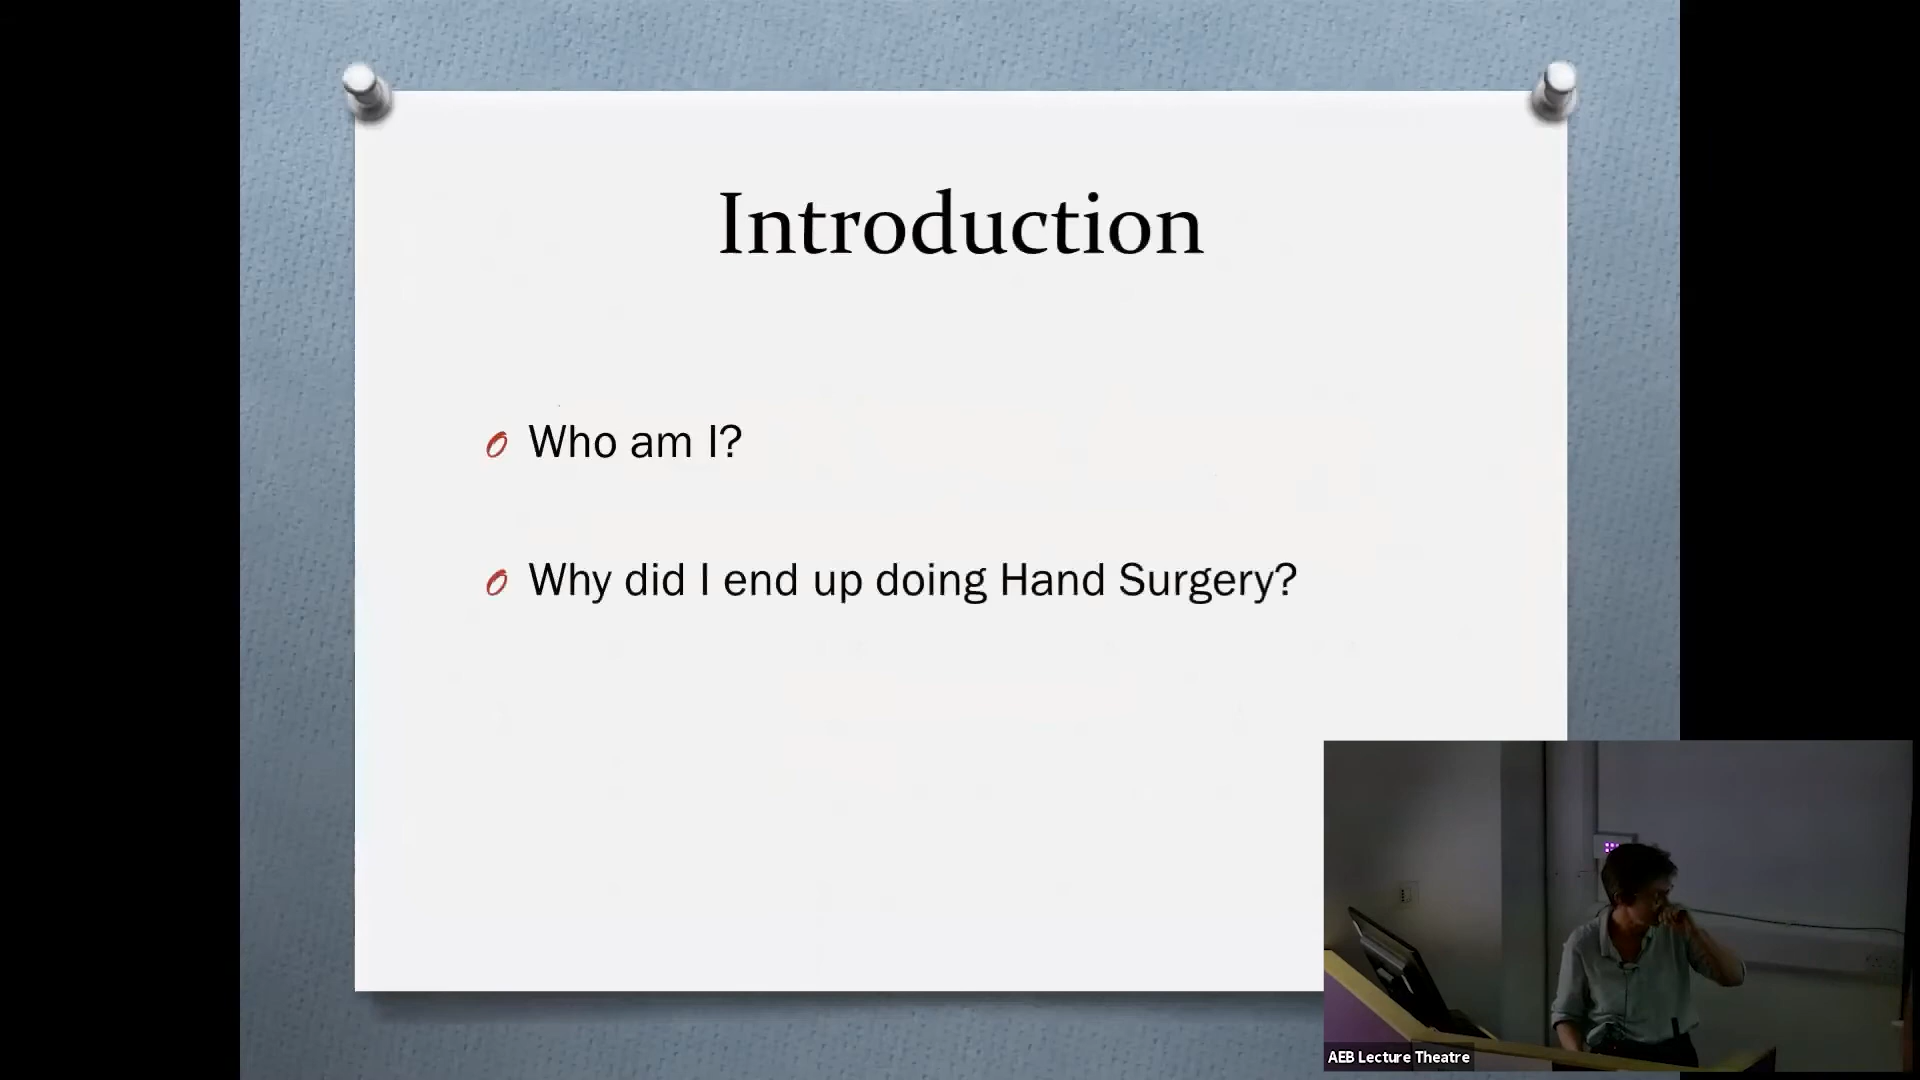 Introduction
Who am I?
Why did I end up doing Hand Surgery?
AEB Lecture Theatre